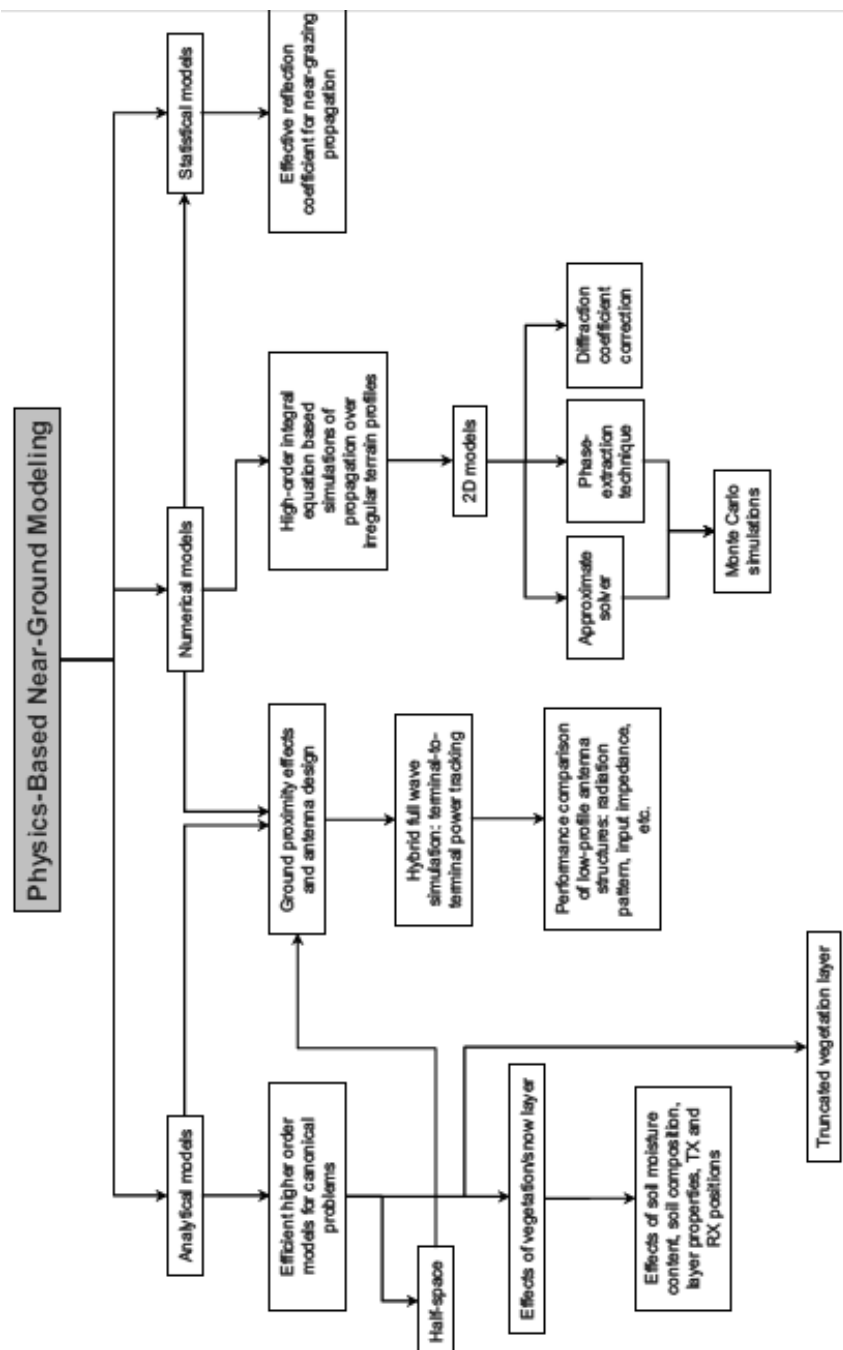 Physics-Based Near-Ground Modeling
Analytical models
Numerical models
Statistical models
Efficient higher order
models for canonical
problems
Ground proximity effects
and antenna design
High-order integral
equation based
simulations of
propagation over
irregular terrain profiles
Effective reflection
coefficient for near-grazing
propagation
Half-space
Hybrid full wave
simulation: terminal-to-
terminal power tracking
2D models
Effects of vegetation/snow layer
Performance comparison
of low-profile antenna
structures: radiation
pattern, input impedance,
etc.
Approximate
solver
Phase-
extraction
technique
Diffraction
coefficient
correction
Effects of soil moisture
content, soil composition,
layer properties, TX and
RX positions
Monte Carlo
simulations
Truncated vegetation layer